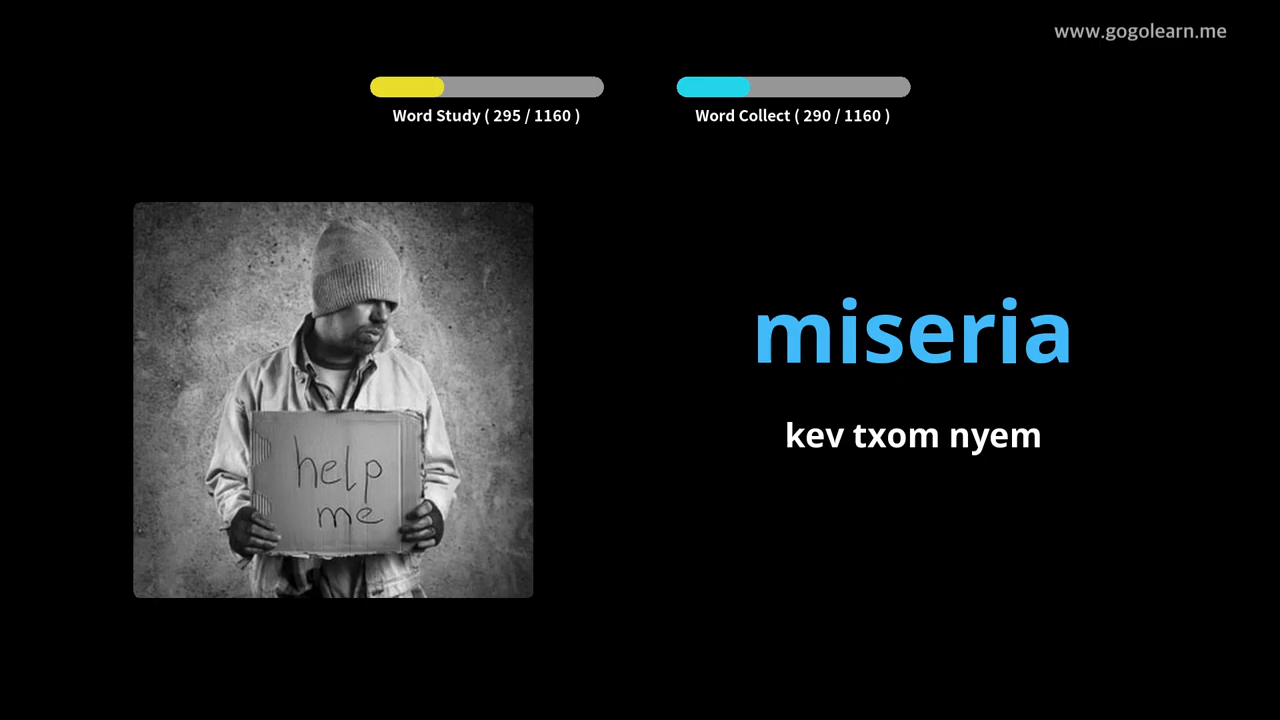 www.gogolearn.me
Word Study ( 295 / 1160 )
Word Collect ( 290 / 1160 )
help
me
miseria
kev txom nyem